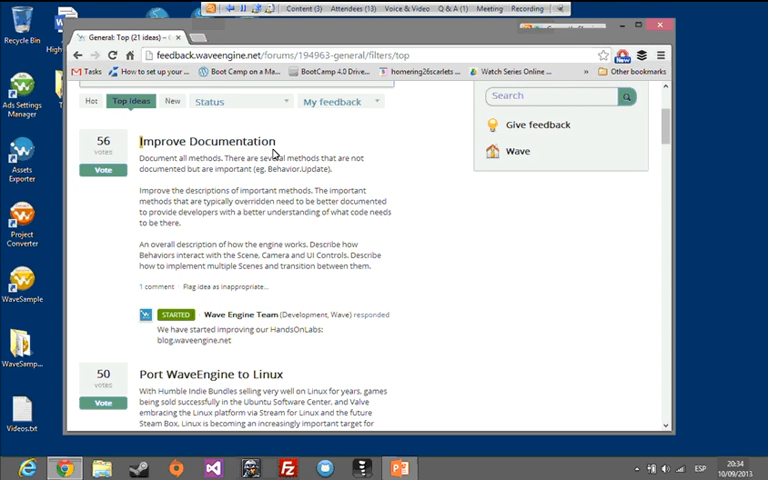 Content (3) Attendees (13) Voice & Video Q & A (1) Meeting Recording
General: Top (21 ideas) –
feedback.waveengine.net/forums/194963-general/filters/top
Tasks How to set up your ... Boot Camp on a Ma... BootCamp 4.0 Drive... homering26scarlets ... Watch Series Online ... » Other bookmarks
Hot Top Ideas New Status My feedback
Search
Give feedback
Wave
56
votes
Vote
Improve Documentation
Document all methods. There are several methods that are not
documented but are important (eg. Behavior.Update).
Improve the descriptions of important methods. The important
methods that are typically overridden need to be better documented
to provide developers with a better understanding of what code needs
to be there.
An overall description of how the engine works. Describe how
Behaviors interact with the Scene, Camera and UI Controls. Describe
how to implement multiple Scenes and transition between them.
1 comment · Flag idea as inappropriate...
STARTED · Wave Engine Team (Development, Wave) responded
We have started improving our HandsOnLabs:
blog.waveengine.net
50
votes
Vote
Port WaveEngine to Linux
With Humble Indie Bundles selling very well on Linux for years, games
being sold successfully in the Ubuntu Software Center, and Valve
embracing the Linux platform via Stream for Linux and the future
Steam Box, Linux is becoming an increasingly important target for
Recycle Bin
Ads Settings
Manager
Assets
Exporter
Project
Converter
WaveSample
WaveSamp...
Videos.txt
New
ESP
20:34
10/09/2013